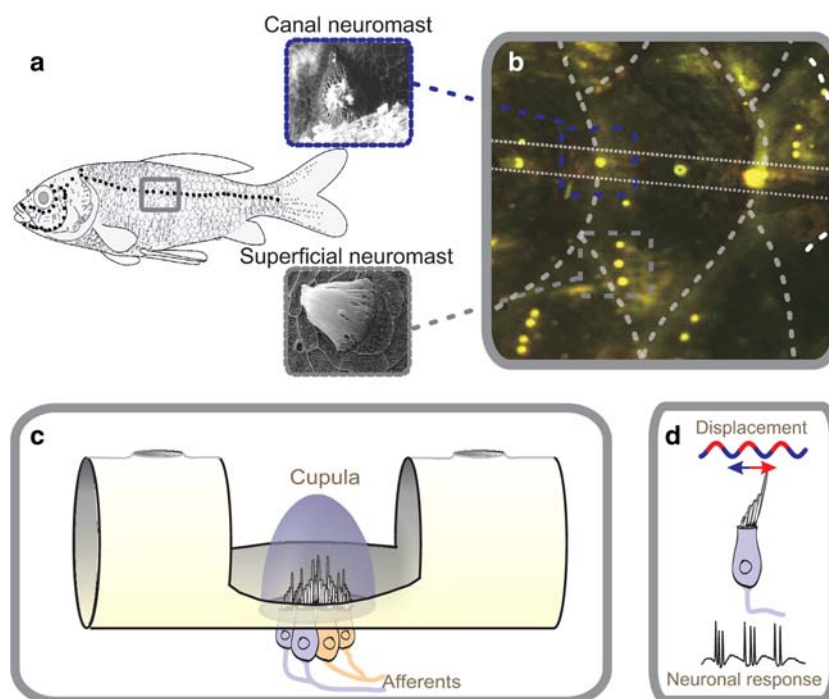 Canal neuromast
a
b
Superficial neuromast
c
Cupula
Afferents
d
Displacement
Neuronal response